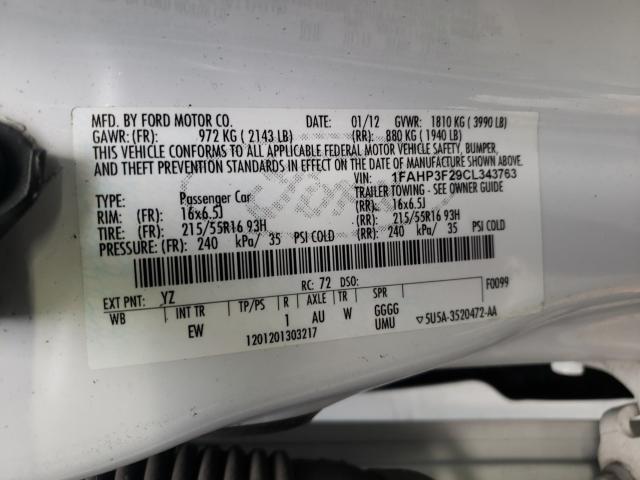 MFD. BY FORD MOTOR CO. DATE: 01/12 GVWR: 1810 KG ( 3990 LB)
GAWR: (FR): 972 KG ( 2143 LB) (RR): 880 KG ( 1940 LB)
THIS VEHICLE CONFORMS TO ALL APPLICABLE FEDERAL MOTOR VEHICLE SAFETY, BUMPER,
AND THEFT PREVENTION STANDARDS IN EFFECT ON THE DATE OF MANUFACTURE SHOWN ABOVE.
VIN: 1FAHP3F29CL343763
TYPE: Passenger Car TRAILER TOWING - SEE OWNER GUIDE
RIM: (FR): 16x6.5J (RR): 16x6.5J
TIRE: (FR): 215/55R16 93H (RR): 215/55R16 93H
PRESSURE: (FR): 240 kPa/ 35 PSI COLD (RR): 240 kPa/ 35 PSI COLD
F0099
EXT PNT: YZ RC: 72 DSO:
WB INT TR TP/PS R AXLE TR SPR
EW 1 AU W GGGG
UMU
1201201303217
5U5A-3520472-AA